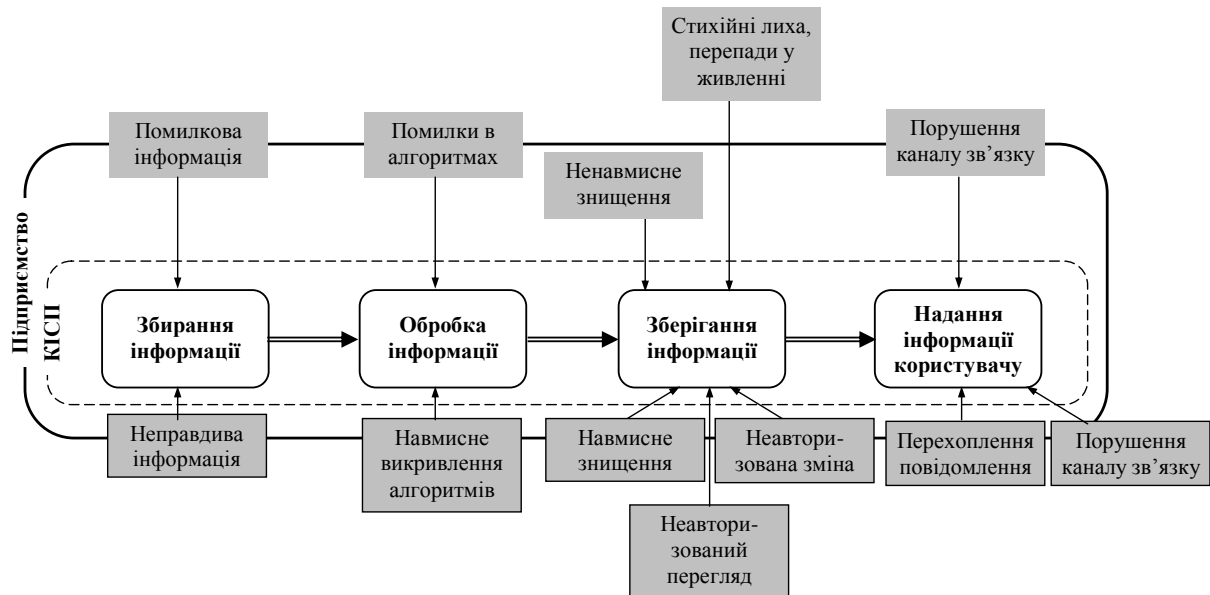 Стихійні лиха,
перепади у
живленні
Помилкова
інформація
Помилки в
алгоритмах
Порушення
каналу зв’язку
Ненавмисне
знищення
Підприємство
КІСП
Збирання
інформації
Обробка
інформації
Зберігання
інформації
Надання
інформації
користувачу
Неправдива
інформація
Навмисне
викривлення
алгоритмів
Навмисне
знищення
Неавтори-
зована зміна
Перехоплення
повідомлення
Порушення
каналу зв’язку
Неавтори-
зований
перегляд